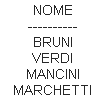 NOME
----------
BRUNI
VERDI
MANCINI
MARCHETTI